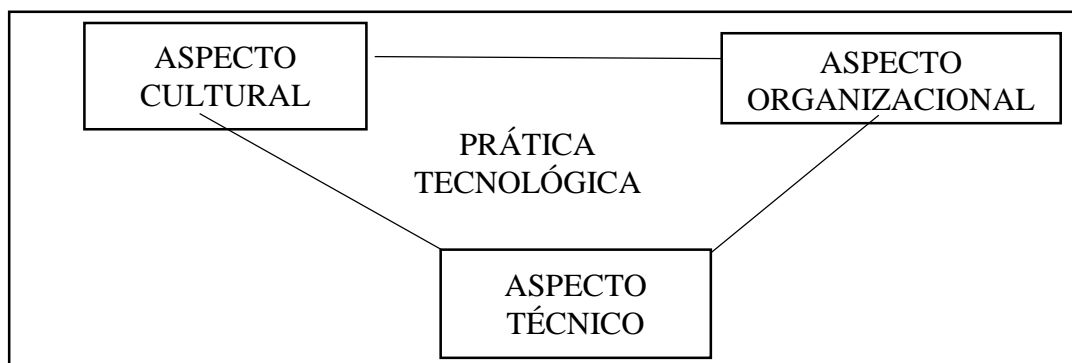 ASPECTO
CULTURAL
ASPECTO
ORGANIZACIONAL
PRÁTICA
TECNOLÓGICA
ASPECTO
TÉCNICO